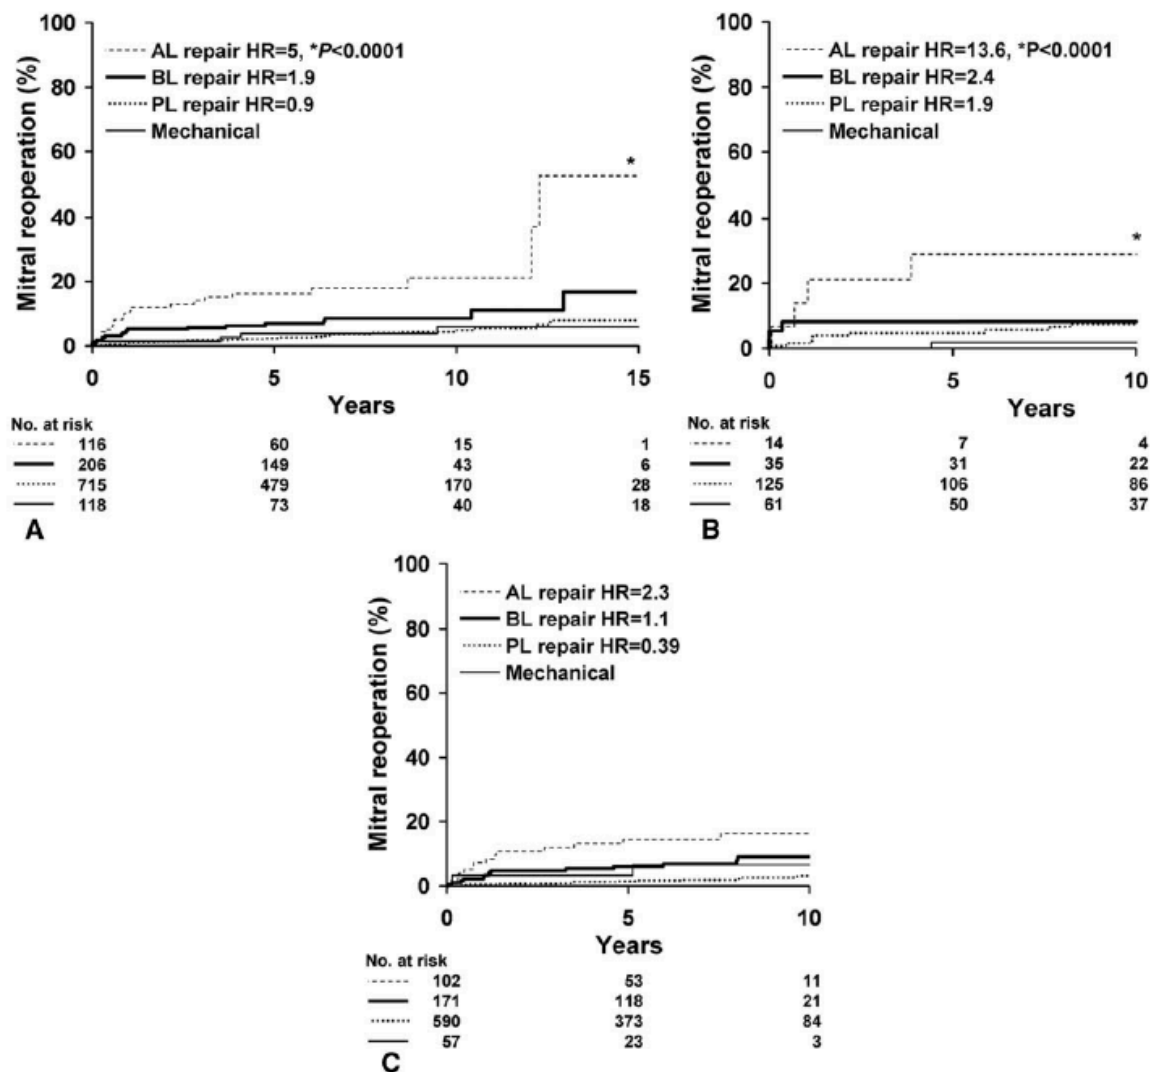 100
80
60
40
20
0
Mitral reoperation (%)
AL repair HR=5, *P<0.0001
BL repair HR=1.9
PL repair HR=0.9
Mechanical
*
0 5 10 15
Years
No. at risk
116 60 15 1
206 149 43 6
715 479 170 28
118 73 40 18
A
100
80
60
40
20
0
Mitral reoperation (%)
AL repair HR=13.6, *P<0.0001
BL repair HR=2.4
PL repair HR=1.9
Mechanical
*
0 5 10
Years
No. at risk
14 7 4
35 31 22
125 106 86
61 50 37
B
100
80
60
40
20
0
Mitral reoperation (%)
AL repair HR=2.3
BL repair HR=1.1
PL repair HR=0.39
Mechanical
0 5 10
Years
No. at risk
102 53 11
171 118 21
590 373 84
57 23 3
C